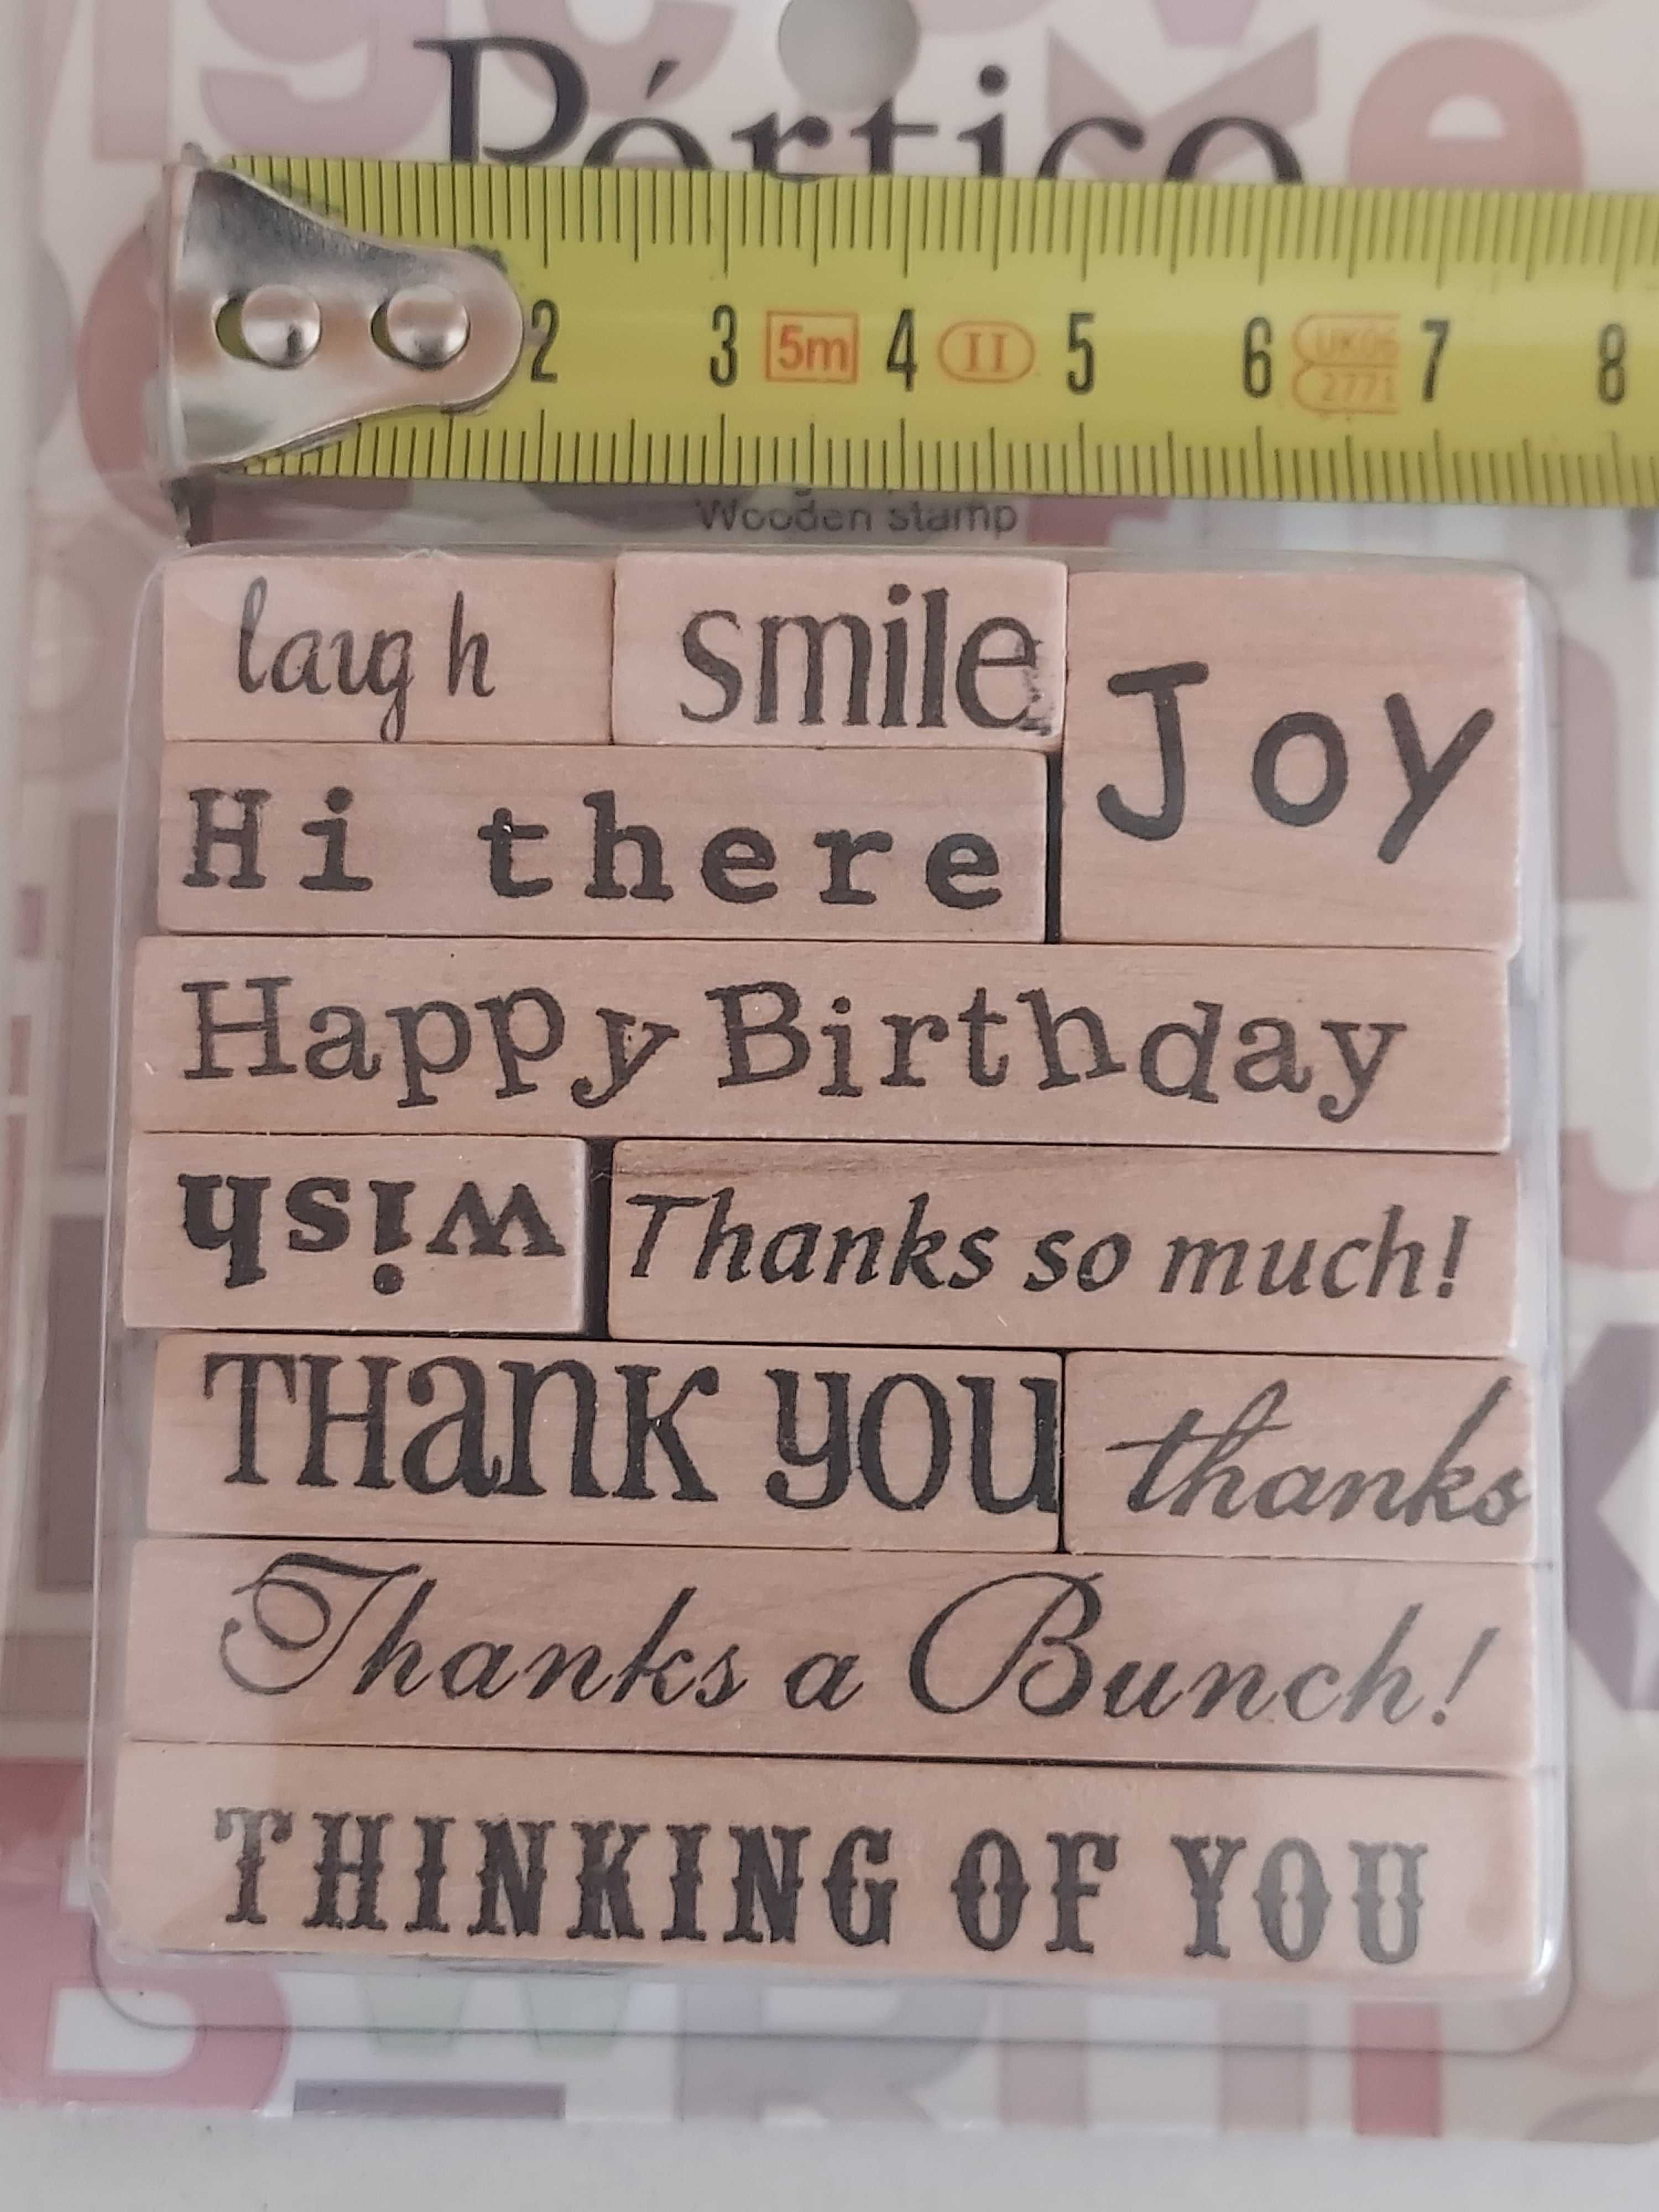 Pórtico
2 3 5m 4 II 5 6 UK06 2771 7 8
Wooden stamp
laugh smile
Joy
Hi there
Happy Birthday
wish Thanks so much!
THanK you thanks
Thanks a Bunch!
THINKING OF YOU